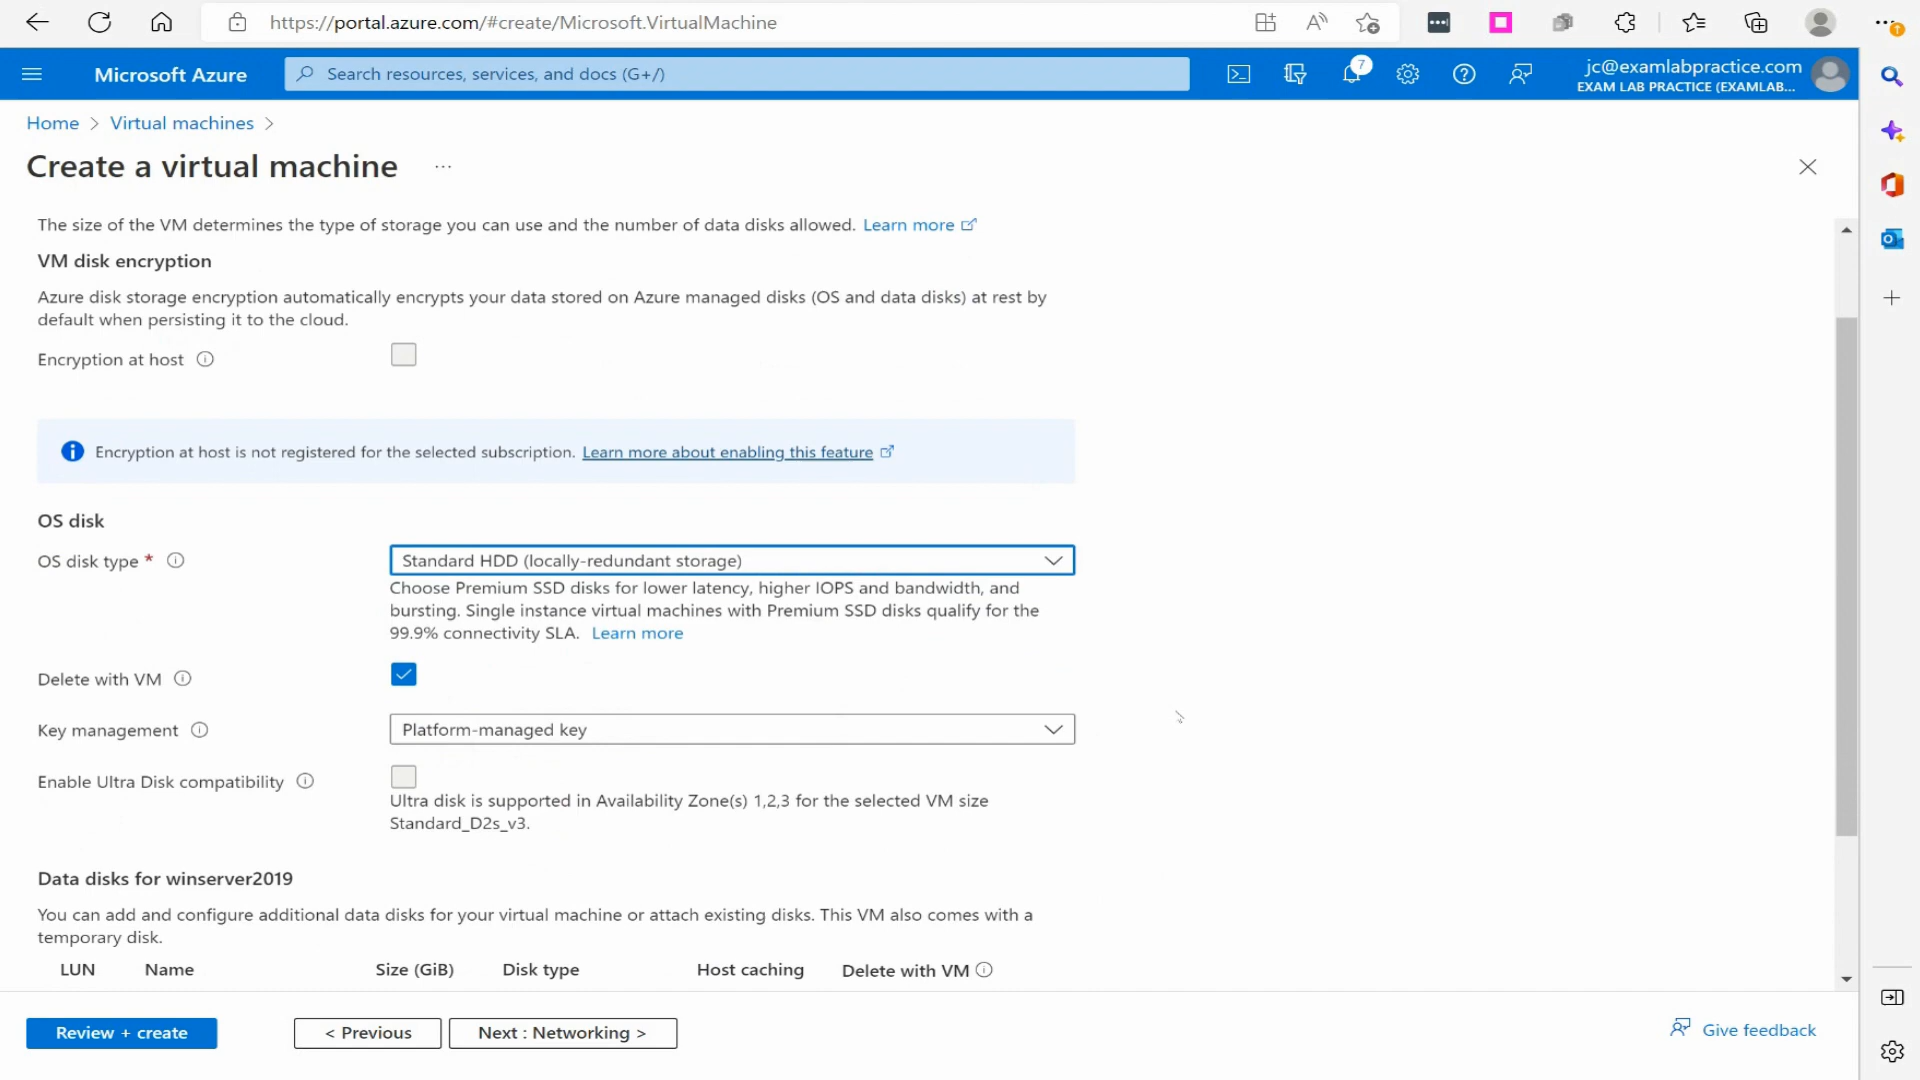 https://portal.azure.com/#create/Microsoft.VirtualMachine
Microsoft Azure
Search resources, services, and docs (G+/)
7
jc@examlabpractice.com
EXAM LAB PRACTICE (EXAMLAB...
Home > Virtual machines >
Create a virtual machine ...
The size of the VM determines the type of storage you can use and the number of data disks allowed. Learn more
VM disk encryption
Azure disk storage encryption automatically encrypts your data stored on Azure managed disks (OS and data disks) at rest by
default when persisting it to the cloud.
Encryption at host
Encryption at host is not registered for the selected subscription. Learn more about enabling this feature
OS disk
OS disk type *
Standard HDD (locally-redundant storage)
Choose Premium SSD disks for lower latency, higher IOPS and bandwidth, and
bursting. Single instance virtual machines with Premium SSD disks qualify for the
99.9% connectivity SLA. Learn more
Delete with VM
Key management
Platform-managed key
Enable Ultra Disk compatibility
Ultra disk is supported in Availability Zone(s) 1,2,3 for the selected VM size
Standard_D2s_v3.
Data disks for winserver2019
You can add and configure additional data disks for your virtual machine or attach existing disks. This VM also comes with a
temporary disk.
LUN Name Size (GiB) Disk type Host caching Delete with VM
Review + create
< Previous
Next : Networking >
Give feedback